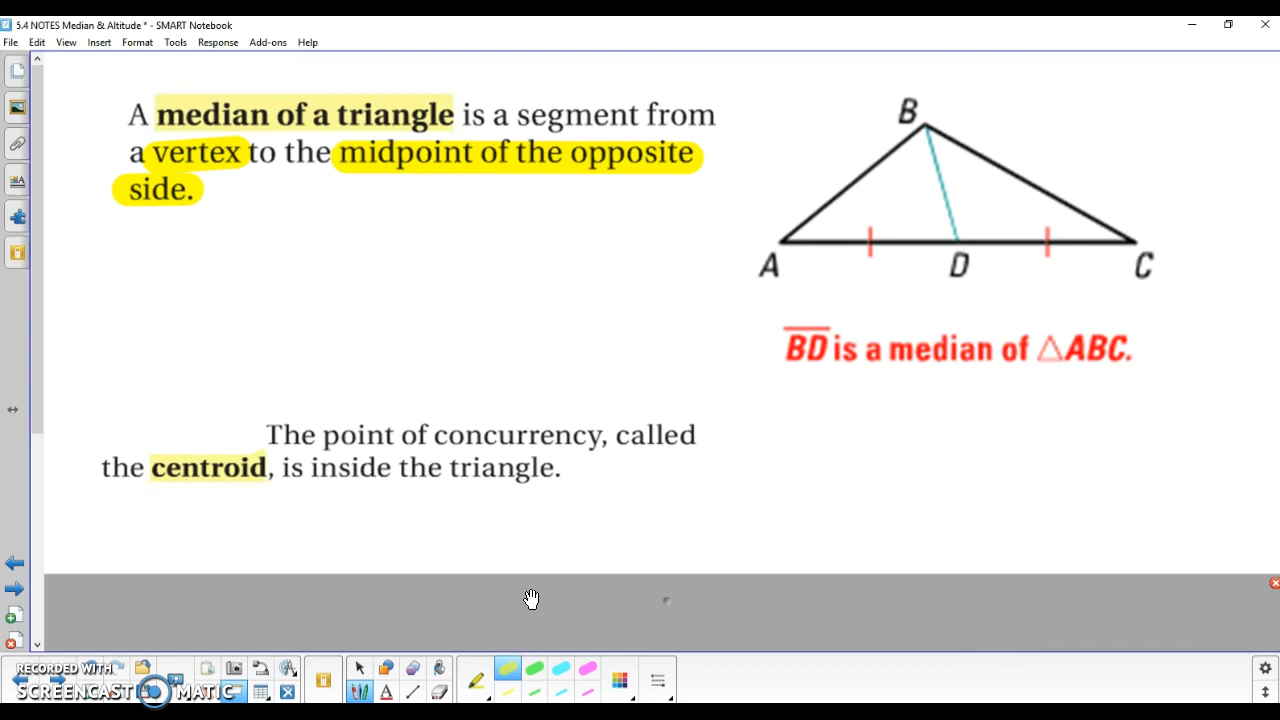 5.4 NOTES Median & Altitude * - SMART Notebook
File Edit View Insert Format Tools Response Add-ons Help
A median of a triangle is a segment from
a vertex to the midpoint of the opposite
side.
B
A D C
BD is a median of △ABC.
The point of concurrency, called
the centroid, is inside the triangle.
RECORDED WITH
SCREENCAST MATIC